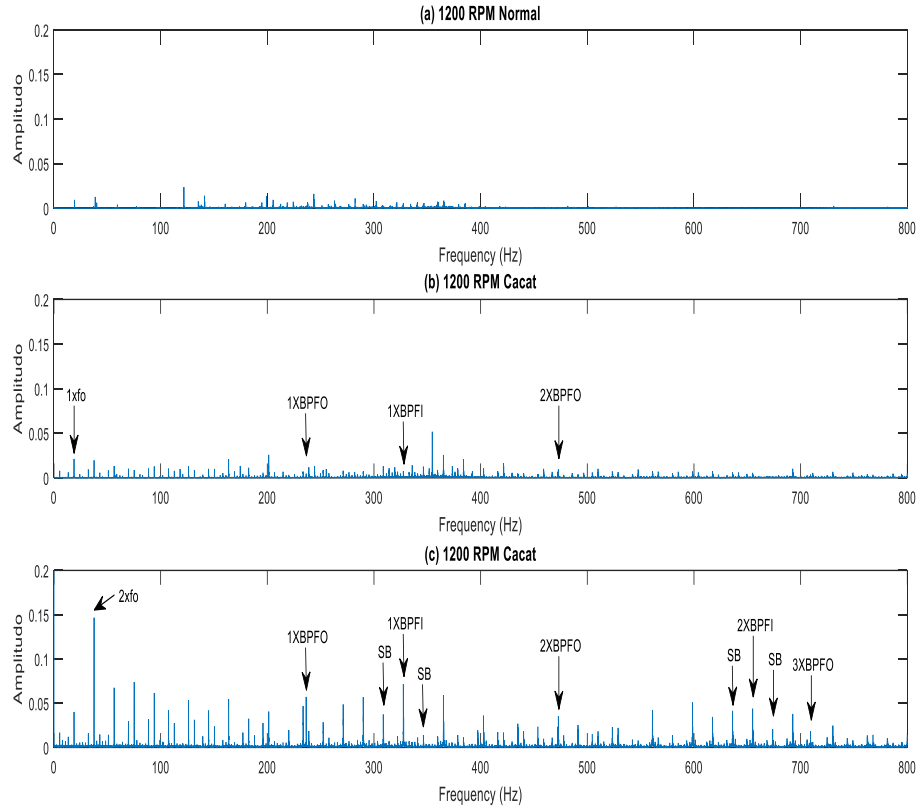 (a) 1200 RPM Normal
0.2
0.15
0.1
0.05
0
Amplitudo
0 100 200 300 400 500 600 700 800
Frequency (Hz)
(b) 1200 RPM Cacat
0.2
0.15
0.1
0.05
0
Amplitudo
1xfo
1XBPFO
1XBPFI
2XBPFO
0 100 200 300 400 500 600 700 800
Frequency (Hz)
(c) 1200 RPM Cacat
0.2
0.15
0.1
0.05
0
Amplitudo
2xfo
1XBPFO
SB
1XBPFI
SB
2XBPFO
SB
2XBPFI
SB
3XBPFO
0 100 200 300 400 500 600 700 800
Frequency (Hz)